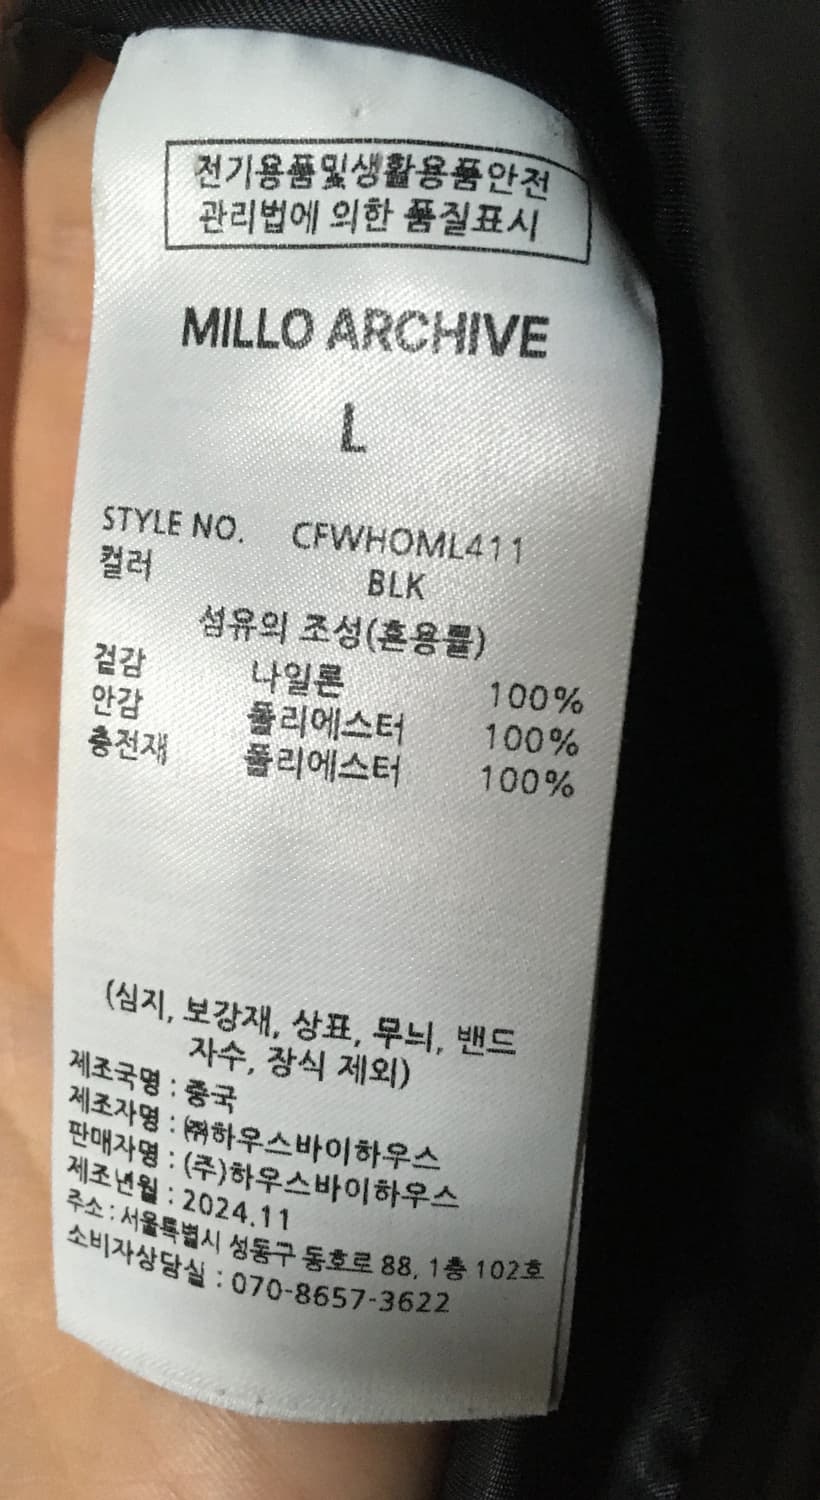 전기용품및생활용품안전
관리법에 의한 품질표시
MILLO ARCHIVE
L
STYLE NO. CFWHOML411
컬러 BLK
섬유의 조성(혼용률)
겉감 나일론 100%
안감 폴리에스터 100%
충전재 폴리에스터 100%
(심지, 보강재, 상표, 무늬, 밴드
자수, 장식 제외)
제조국명 : 중국
제조자명 : ㈜하우스바이하우스
판매자명 : (주)하우스바이하우스
제조년월 : 2024.11
주소 : 서울특별시 성동구 동호로 88, 1층 102호
소비자상담실 : 070-8657-3622